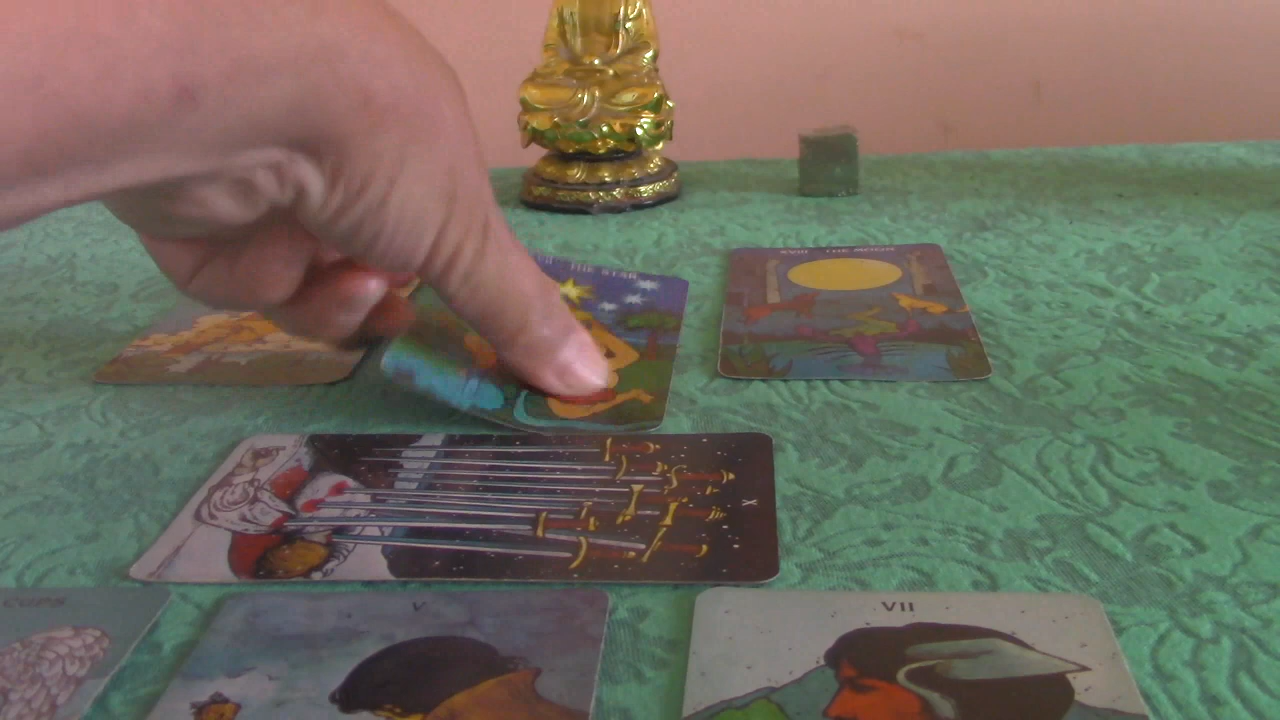 THE STAR
XVIII THE MOON
X
CUPS
V
VII